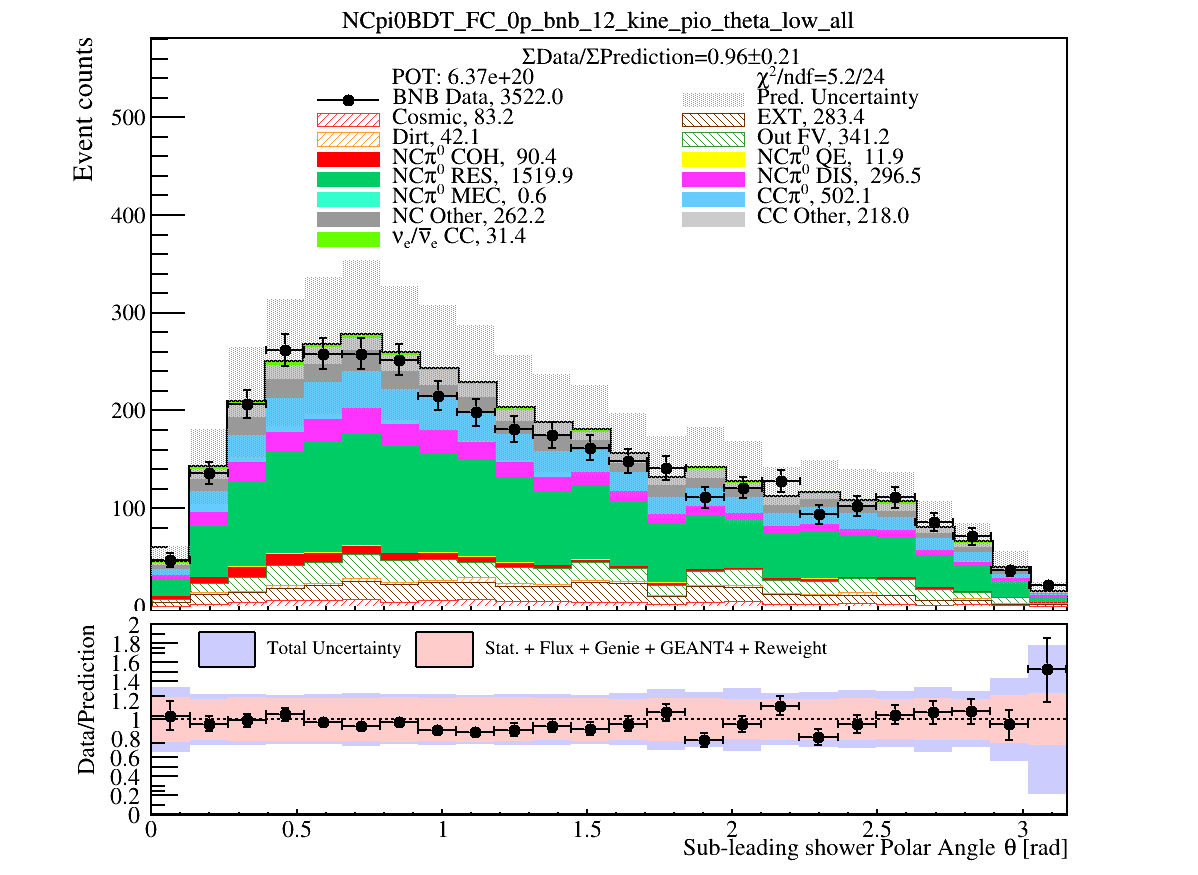 NCpi0BDT_FC_0p_bnb_12_kine_pio_theta_low_all
ΣData/ΣPrediction=0.96±0.21
POT: 6.37e+20
χ²/ndf=5.2/24
BNB Data, 3522.0
Pred. Uncertainty
Cosmic, 83.2
EXT, 283.4
Dirt, 42.1
Out FV, 341.2
NCπ⁰ COH, 90.4
NCπ⁰ QE, 11.9
NCπ⁰ RES, 1519.9
NCπ⁰ DIS, 296.5
NCπ⁰ MEC, 0.6
CCπ⁰, 502.1
NC Other, 262.2
CC Other, 218.0
νₑ/ν̅ₑ CC, 31.4
Event counts
500
400
300
200
100
0
Data/Prediction
2
1.8
1.6
1.4
1.2
1
0.8
0.6
0.4
0.2
0
Total Uncertainty
Stat. + Flux + Genie + GEANT4 + Reweight
0 0.5 1 1.5 2 2.5 3
Sub-leading shower Polar Angle θ [rad]